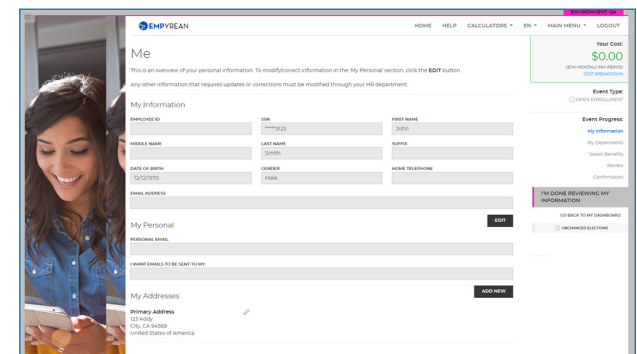 ENVIRONMENT: QA
EMPYREAN
HOME HELP CALCULATORS EN MAIN MENU LOGOUT
Me
This is an overview of your personal information. To modify/correct information in the 'My Personal' section, click the EDIT button.
Any other information that requires updates or corrections must be modified through your HR department.
My Information
EMPLOYEE ID SSN FIRST NAME
*****3123 John
MIDDLE NAME LAST NAME SUFFIX
Smith
DATE OF BIRTH GENDER HOME TELEPHONE
12/12/1970 Male
EMAIL ADDRESS
My Personal EDIT
PERSONAL EMAIL
I WANT EMAILS TO BE SENT TO MY:
My Addresses ADD NEW
Primary Address
123 Addy
City, CA 94569
United States of America
Your Cost:
$0.00
SEMI-MONTHLY PAY PERIOD
COST BREAKDOWN
Event Type:
OPEN ENROLLMENT
Event Progress:
My Information
My Dependents
Select Benefits
Review
Confirmation
I'M DONE REVIEWING MY
INFORMATION
GO BACK TO MY DASHBOARD
UNCHANGED ELECTIONS